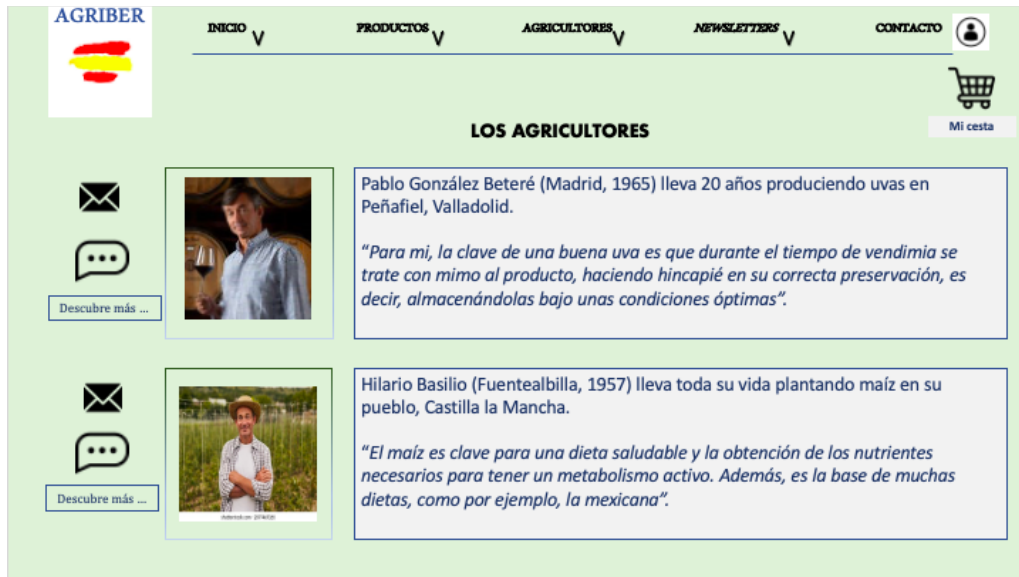 AGRIBER
INICIO
PRODUCTOS
AGRICULTORES
NEWSLETTERS
CONTACTO
Mi cesta
LOS AGRICULTORES
Descubre más ...
Pablo González Beteré (Madrid, 1965) lleva 20 años produciendo uvas en
Peñafiel, Valladolid.
“Para mi, la clave de una buena uva es que durante el tiempo de vendimia se
trate con mimo al producto, haciendo hincapié en su correcta preservación, es
decir, almacenándolas bajo unas condiciones óptimas”.
Descubre más ...
Hilario Basilio (Fuentealbilla, 1957) lleva toda su vida plantando maíz en su
pueblo, Castilla la Mancha.
“El maíz es clave para una dieta saludable y la obtención de los nutrientes
necesarios para tener un metabolismo activo. Además, es la base de muchas
dietas, como por ejemplo, la mexicana”.